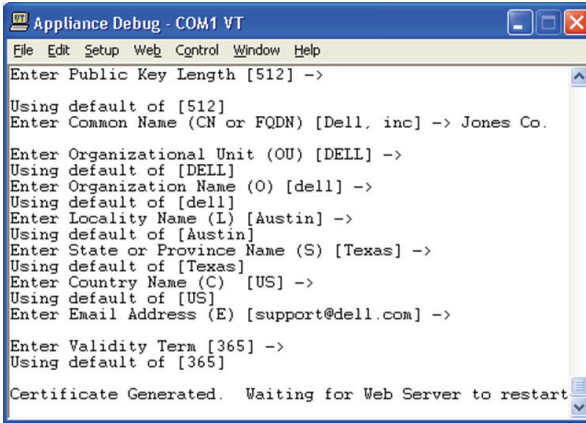 Appliance Debug - COM1 VT
File Edit Setup Web Control Window Help
Enter Public Key Length [512] ->
Using default of [512]
Enter Common Name (CN or FQDN) [Dell, inc] -> Jones Co.
Enter Organizational Unit (OU) [DELL] ->
Using default of [DELL]
Enter Organization Name (O) [dell] ->
Using default of [dell]
Enter Locality Name (L) [Austin] ->
Using default of [Austin]
Enter State or Province Name (S) [Texas] ->
Using default of [Texas]
Enter Country Name (C)  [US] ->
Using default of [US]
Enter Email Address (E) [support@dell.com] ->
Enter Validity Term [365] ->
Using default of [365]
Certificate Generated.  Waiting for Web Server to restart